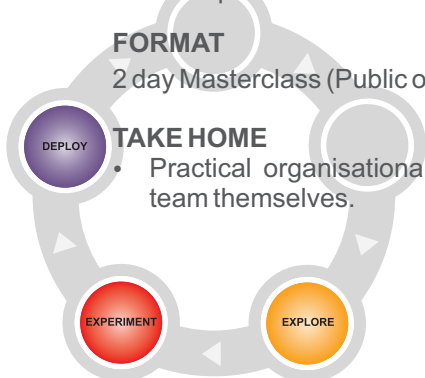 FORMAT
2 day Masterclass (Public o
DEPLOY
TAKE HOME
• Practical organisationa
team themselves.
EXPERIMENT
EXPLORE